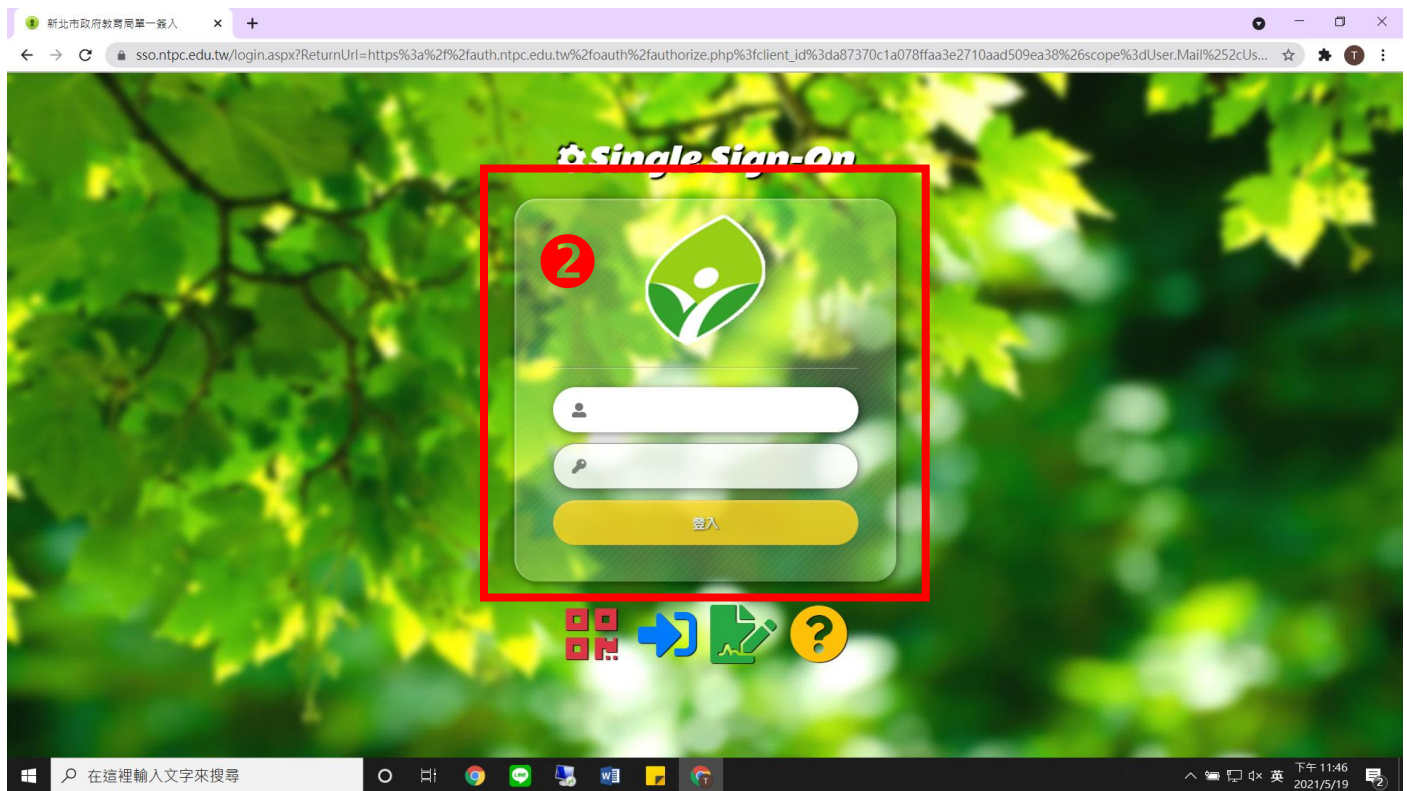 新北市政府教育局單一簽入
sso.ntpc.edu.tw/login.aspx?ReturnUrl=https%3a%2f%2fauth.ntpc.edu.tw%2foauth%2fauthorize.php%3fclient_id%3da87370c1a078ffaa3e2710aad509ea38%26scope%3dUser.Mail%252cUs...
T
Single Sign-On
2
登入
?
在這裡輸入文字來搜尋
英
下午 11:46
2021/5/19
2